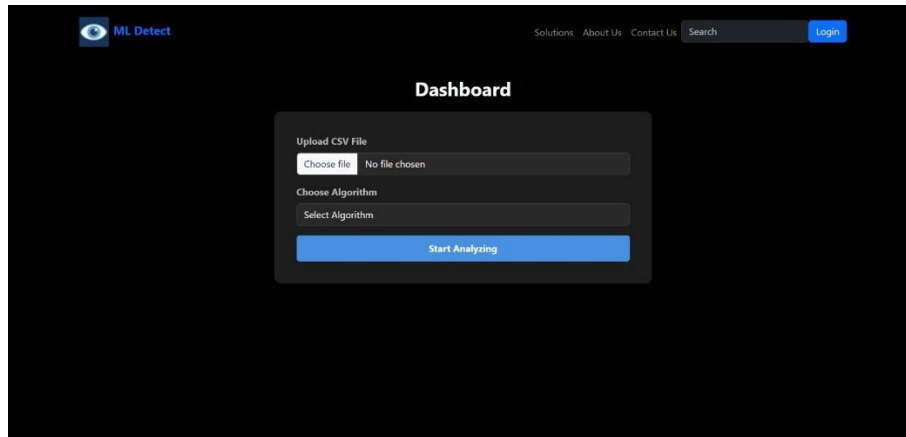 ML Detect
Solutions About Us Contact Us Search Login
Dashboard
Upload CSV File
Choose file No file chosen
Choose Algorithm
Select Algorithm
Start Analyzing